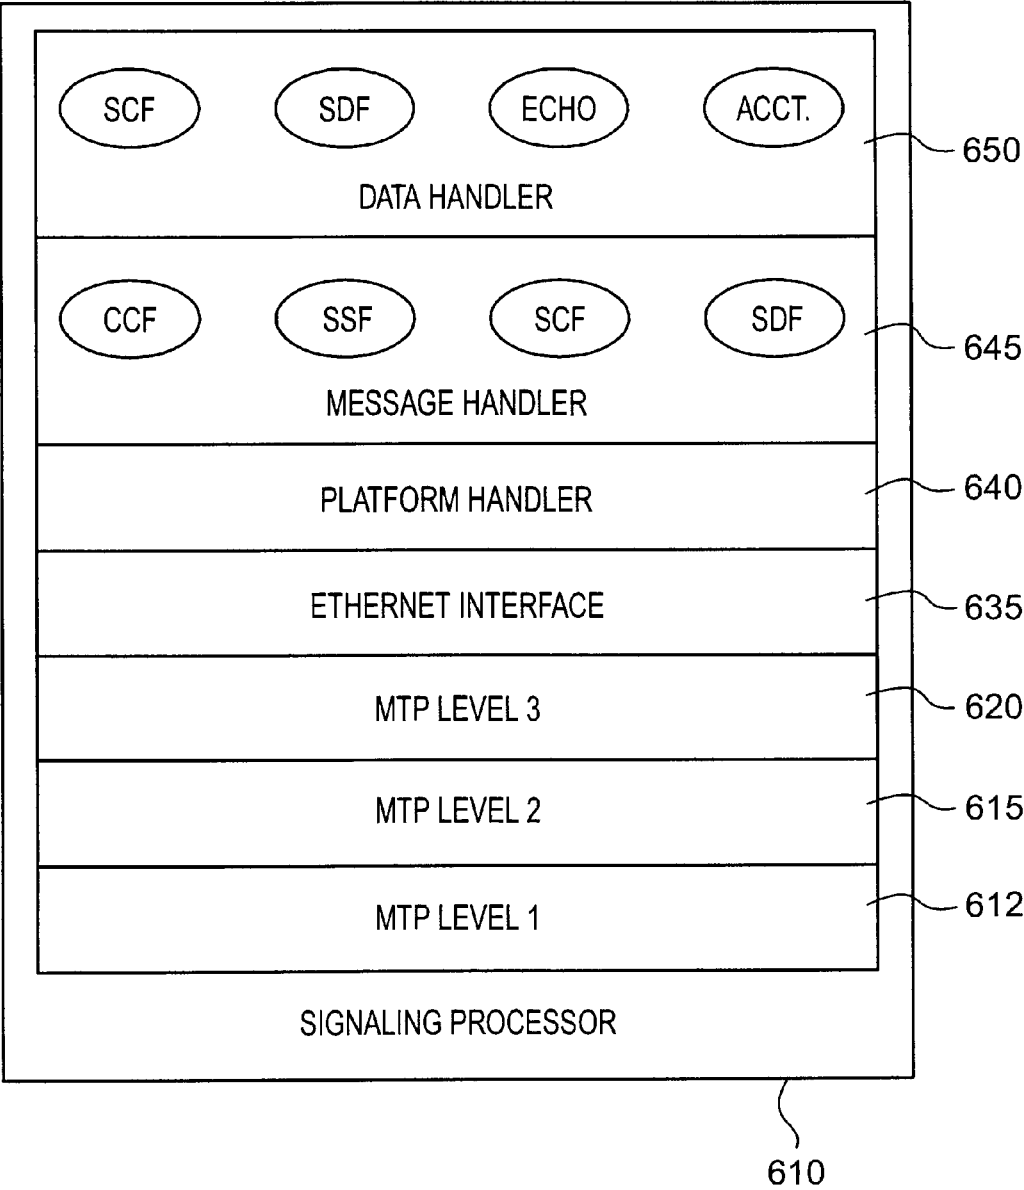 SCF SDF ECHO ACCT.
650
DATA HANDLER
CCF SSF SCF SDF
645
MESSAGE HANDLER
PLATFORM HANDLER 640
ETHERNET INTERFACE 635
MTP LEVEL 3 620
MTP LEVEL 2 615
MTP LEVEL 1 612
SIGNALING PROCESSOR
610